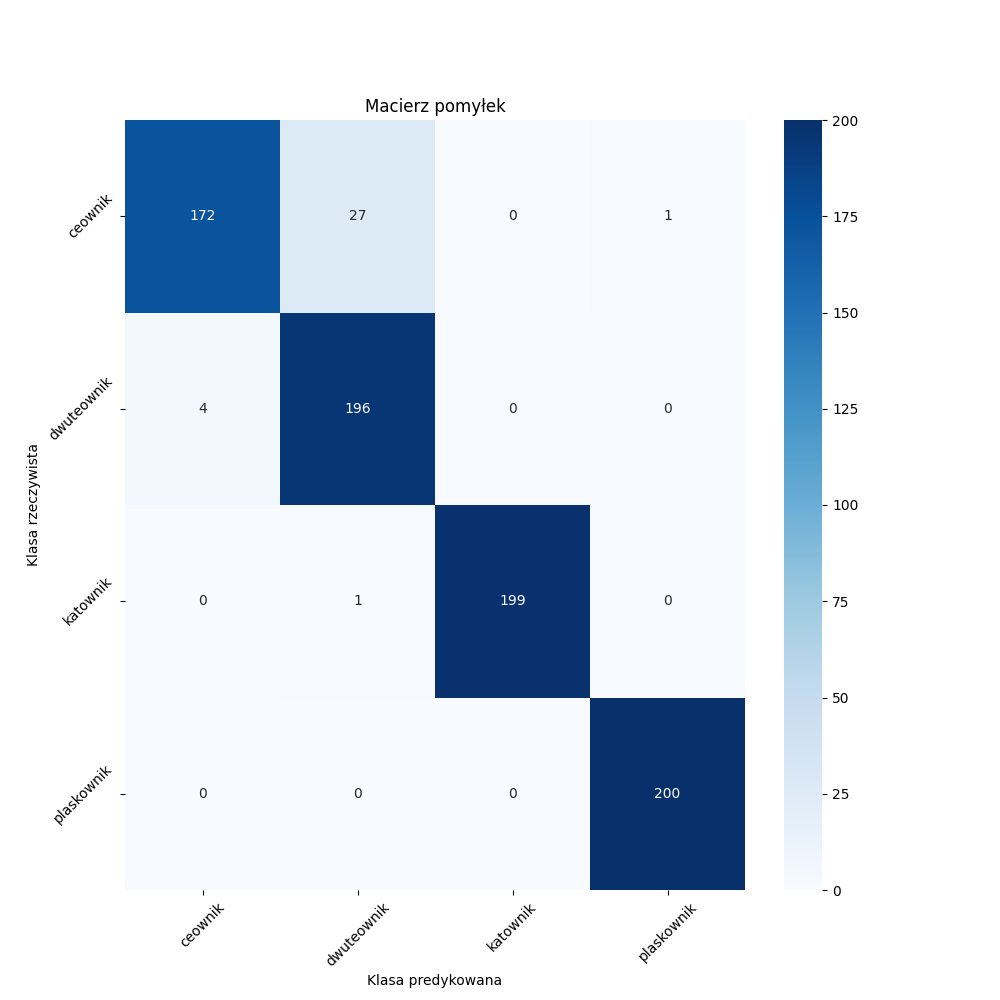 Macierz pomyłek
Klasa rzeczywista
ceownik 172 27 0 1
dwuteownik 4 196 0 0
katownik 0 1 199 0
plaskownik 0 0 0 200
ceownik dwuteownik katownik plaskownik
Klasa predykowana
200
175
150
125
100
75
50
25
0